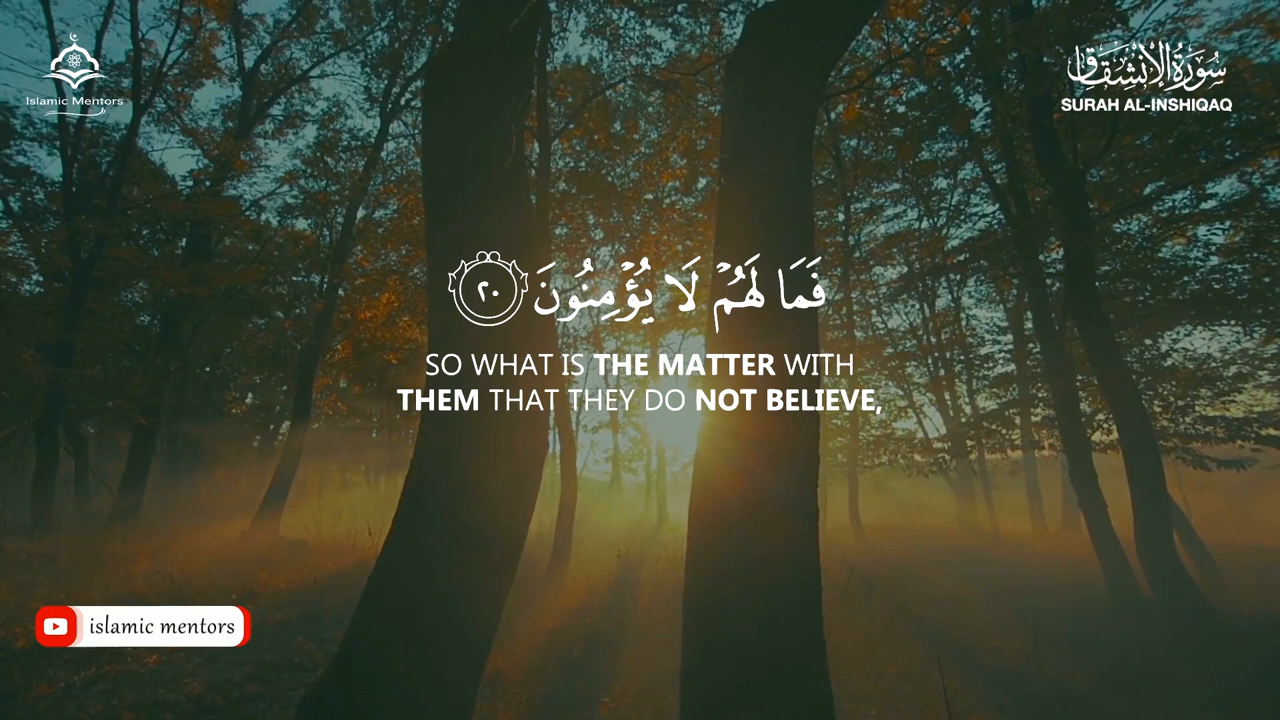 Islamic Mentors
سُورَةُ الإِنْشِقَاقِ
SURAH AL-INSHIQAQ
فَمَا لَهُمْ لَا يُؤْمِنُونَ ٢٠
SO WHAT IS THE MATTER WITH
THEM THAT THEY DO NOT BELIEVE,
islamic mentors